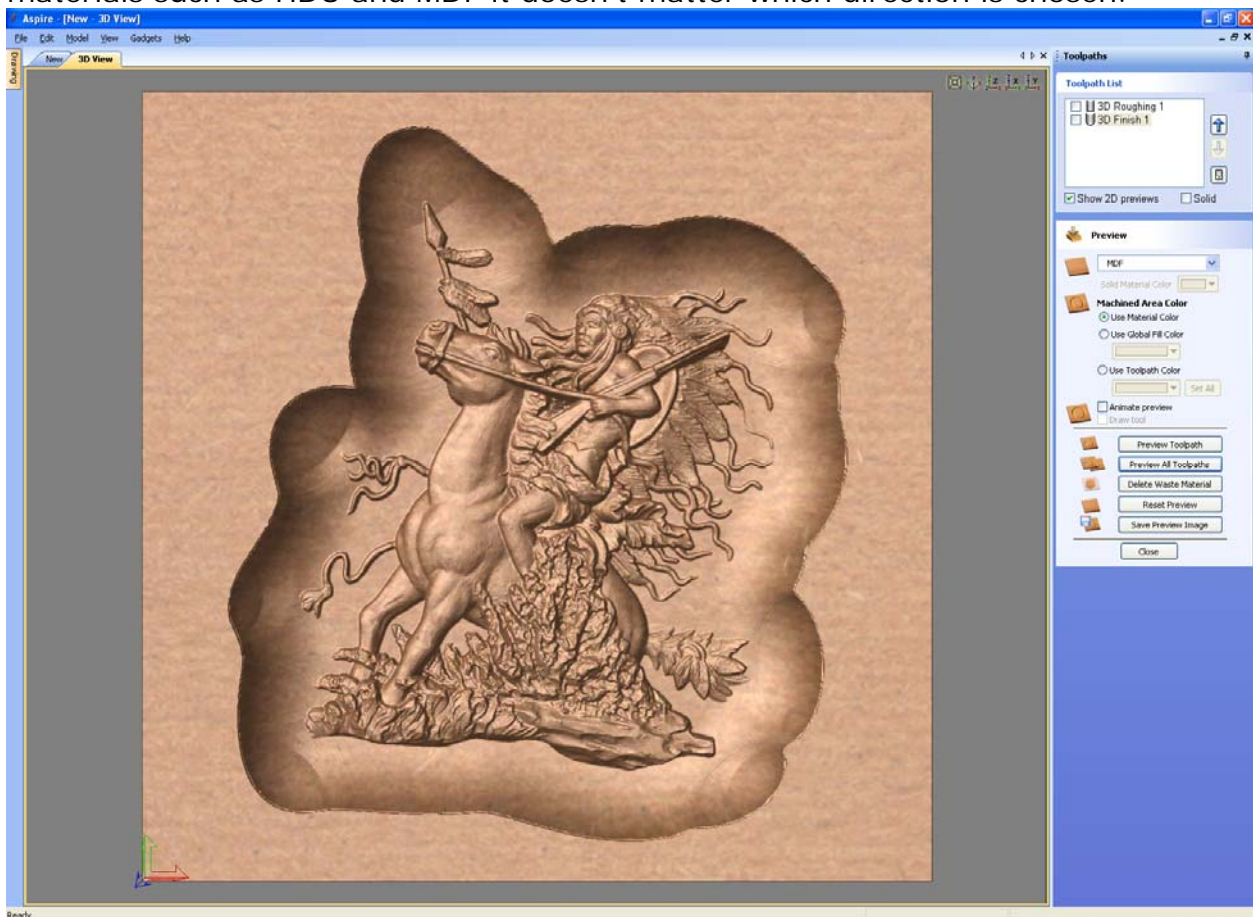 materials such as HDU and MDF it doesn't matter which direction is chosen.
Aspire - [New - 3D View]
File Edit Model View Gadgets Help
Drawing
New 3D View
Toolpaths
Toolpath List
3D Roughing 1
3D Finish 1
Show 2D previews Solid
Preview
MDF
Solid Material Color
Machined Area Color
Use Material Color
Use Global Fill Color
Use Toolpath Color
Set All
Animate preview
Draw tool
Preview Toolpath
Preview All Toolpaths
Delete Waste Material
Reset Preview
Save Preview Image
Close
Ready